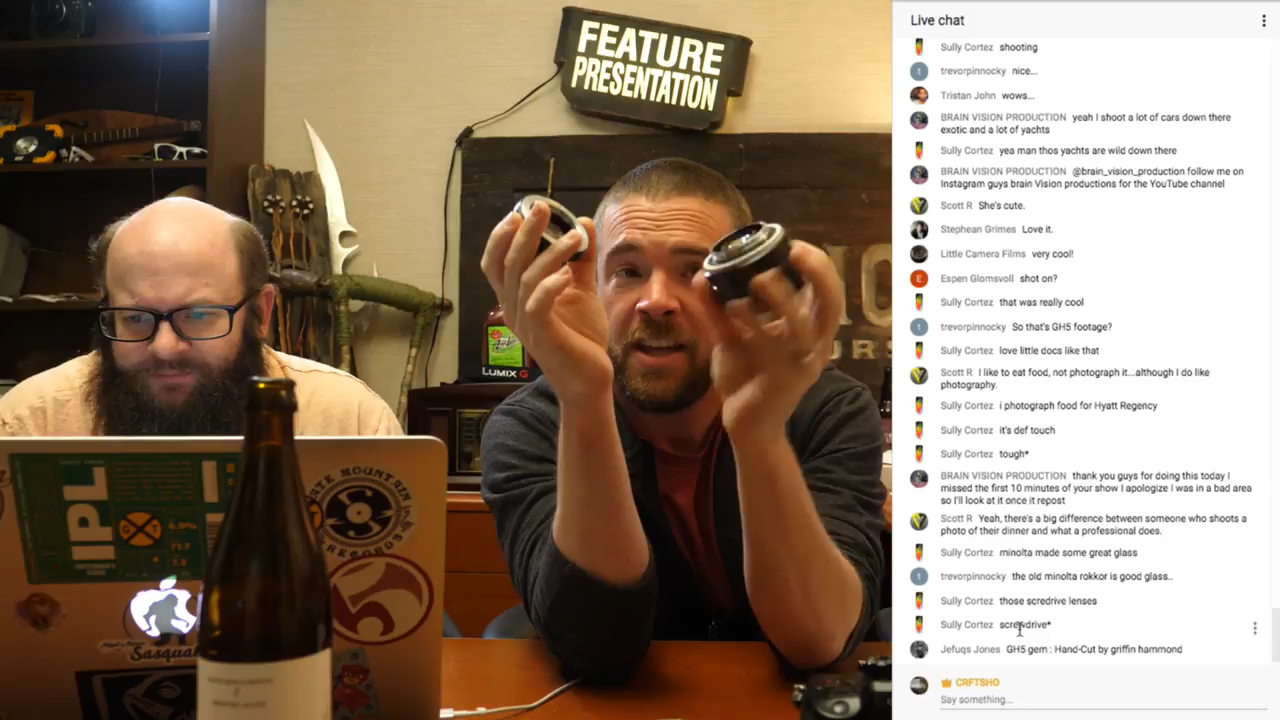 FEATURE
PRESENTATION
LUMIX G
IPL
GATE MOUNTAIN
RECORDS
Sasquat
Live chat
Sully Cortez shooting
trevorpinnocky nice...
Tristan John wows...
BRAIN VISION PRODUCTION yeah I shoot a lot of cars down there
exotic and a lot of yachts
Sully Cortez yea man thos yachts are wild down there
BRAIN VISION PRODUCTION @brain_vision_production follow me on
Instagram guys brain Vision productions for the YouTube channel
Scott R She's cute.
Stephean Grimes Love it.
Little Camera Films very cool!
E Espen Glomsvoll shot on?
Sully Cortez that was really cool
t trevorpinnocky So that's GH5 footage?
Sully Cortez love little docs like that
Scott R I like to eat food, not photograph it...although I do like
photography.
Sully Cortez i photograph food for Hyatt Regency
Sully Cortez it's def touch
Sully Cortez tough*
BRAIN VISION PRODUCTION thank you guys for doing this today I
missed the first 10 minutes of your show I apologize I was in a bad area
so I'll look at it once it repost
Scott R Yeah, there's a big difference between someone who shoots a
photo of their dinner and what a professional does.
Sully Cortez minolta made some great glass
t trevorpinnocky the old minolta rokkor is good glass..
Sully Cortez those scredrive lenses
Sully Cortez screwdrive*
Jefuqs Jones GH5 gem : Hand-Cut by griffin hammond
CRFTSHO
Say something...